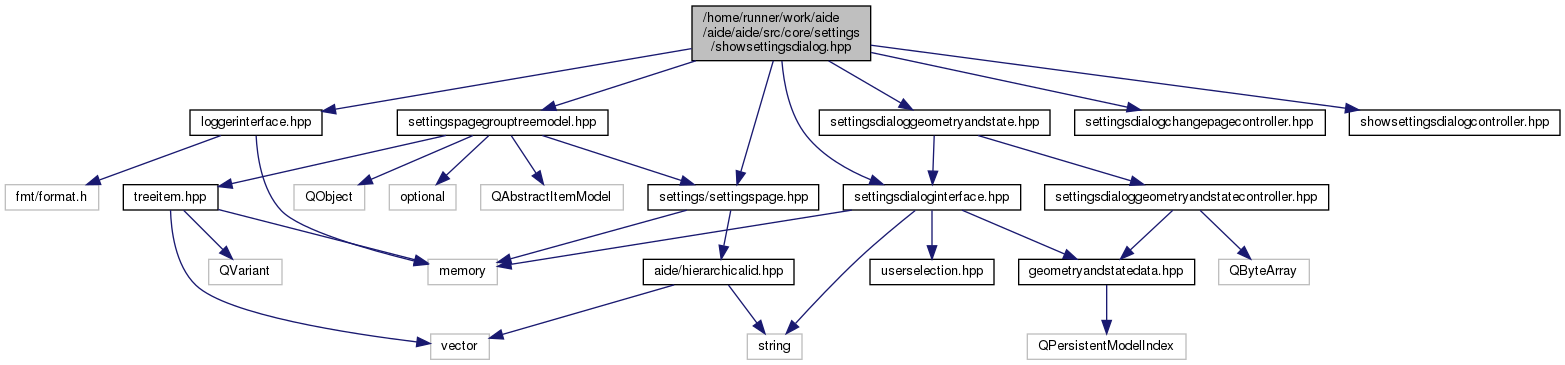 /home/runner/work/aide
/aide/aide/src/core/settings
/showsettingsdialog.hpp
loggerinterface.hpp
settingspagegrouptreemodel.hpp
settingsdialoggeometryandstate.hpp
settingsdialogchangepagecontroller.hpp
showsettingsdialogcontroller.hpp
fmt/format.h
treeitem.hpp
QObject
optional
QAbstractItemModel
settings/settingspage.hpp
settingsdialoginterface.hpp
settingsdialoggeometryandstatecontroller.hpp
QVariant
memory
aide/hierarchicalid.hpp
userselection.hpp
geometryandstatedata.hpp
QByteArray
vector
string
QPersistentModelIndex